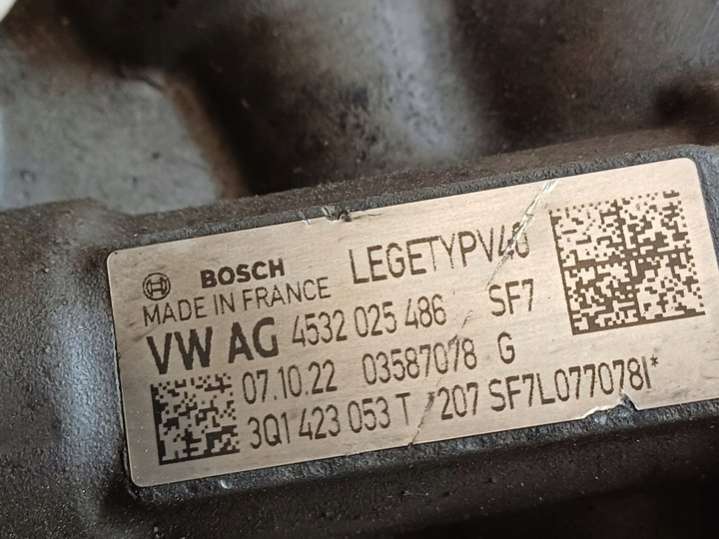 BOSCH LEGETYPV40
MADE IN FRANCE
VW AG 4532 025 486 SF7
07.10.22 03587078 G
3Q1 423 053 T *207 SF7L077078I*